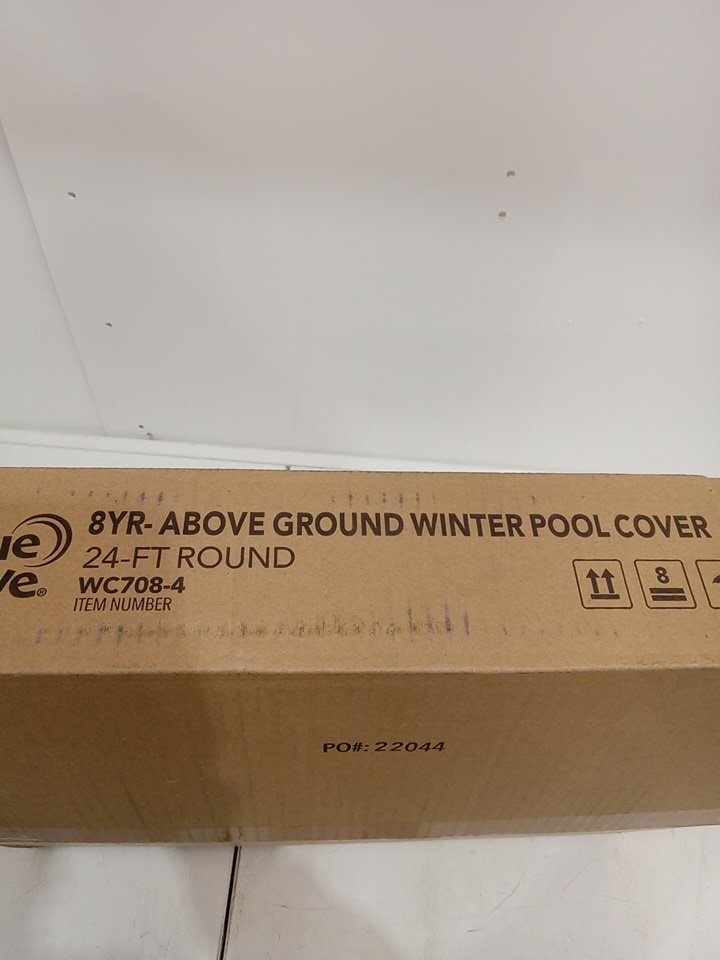 8YR- ABOVE GROUND WINTER POOL COVER
24-FT ROUND
WC708-4
ITEM NUMBER
8
PO#: 22044